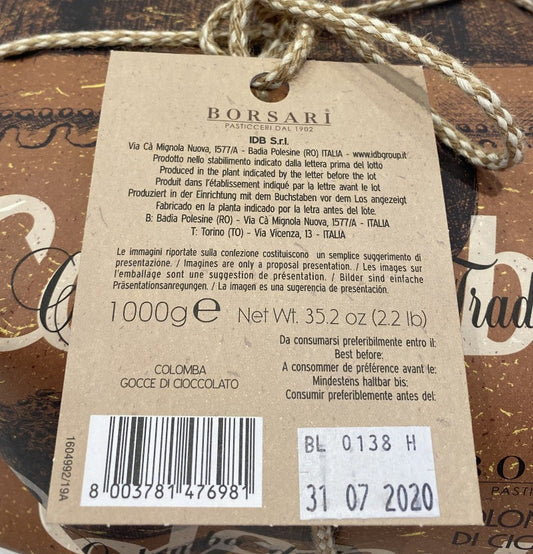 BORSARI
PASTICCERI DAL 1902
IDB S.r.l.
Via Cà Mignola Nuova, 1577/A - Badia Polesine (RO) ITALIA - www.idbgroup.it
Prodotto nello stabilimento indicato dalla lettera prima del lotto
Produced in the plant indicated by the letter before the lot
Produit dans l'établissement indiqué par la lettre avant le lot
Produziert in der Einrichtung mit dem Buchstaben vor dem Los angezeigt
Fabricado en la planta indicado por la letra antes del lote.
B: Badia Polesine (RO) - Via Cà Mignola Nuova, 1577/A - ITALIA
T: Torino (TO) - Via Vicenza, 13 - ITALIA
Le immagini riportate sulla confezione costituiscono un semplice suggerimento di
presentazione. / Imagines are only a proposal presentation. / Les images sur
l'emballage sont une suggestion de présentation. / Bilder sind einfache
Präsentationsanregungen. / La imagen es una sugerencia de presentación.
1000g e Net Wt. 35.2 oz (2.2 lb)
Da consumarsi preferibilmente entro il:
Best before:
A consommer de préférence avant le:
Mindestens haltbar bis:
Consumir preferiblemente antes del:
COLOMBA
GOCCE DI CIOCCOLATO
1604992/19A
8 003781 476981
BL 0138 H
31 07 2020
Trad
BORS
PASTICC
COLOM
DI CIO